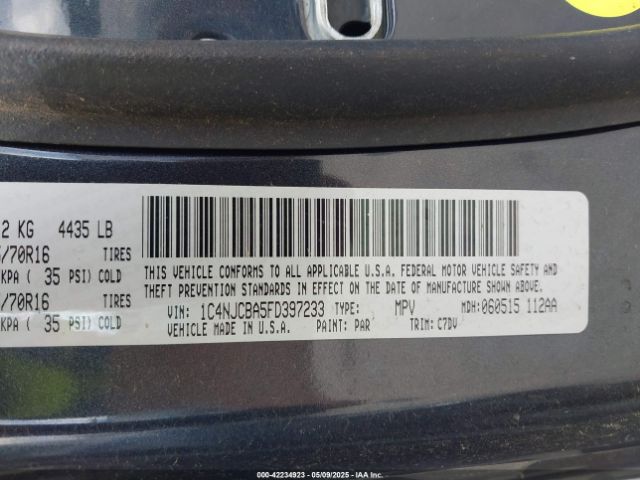 2 KG 4435 LB
/70R16 TIRES
KPA ( 35 PSI) COLD
/70R16 TIRES
KPA ( 35 PSI) COLD
THIS VEHICLE CONFORMS TO ALL APPLICABLE U.S.A. FEDERAL MOTOR VEHICLE SAFETY AND
THEFT PREVENTION STANDARDS IN EFFECT ON THE DATE OF MANUFACTURE SHOWN ABOVE.
VIN: 1C4NJCBA5FD397233 TYPE: MPV MDH: 060515 112AA
VEHICLE MADE IN U.S.A. PAINT: PAR TRIM: C7DV
000-42234923 | 05/09/2025 - IAA Inc.